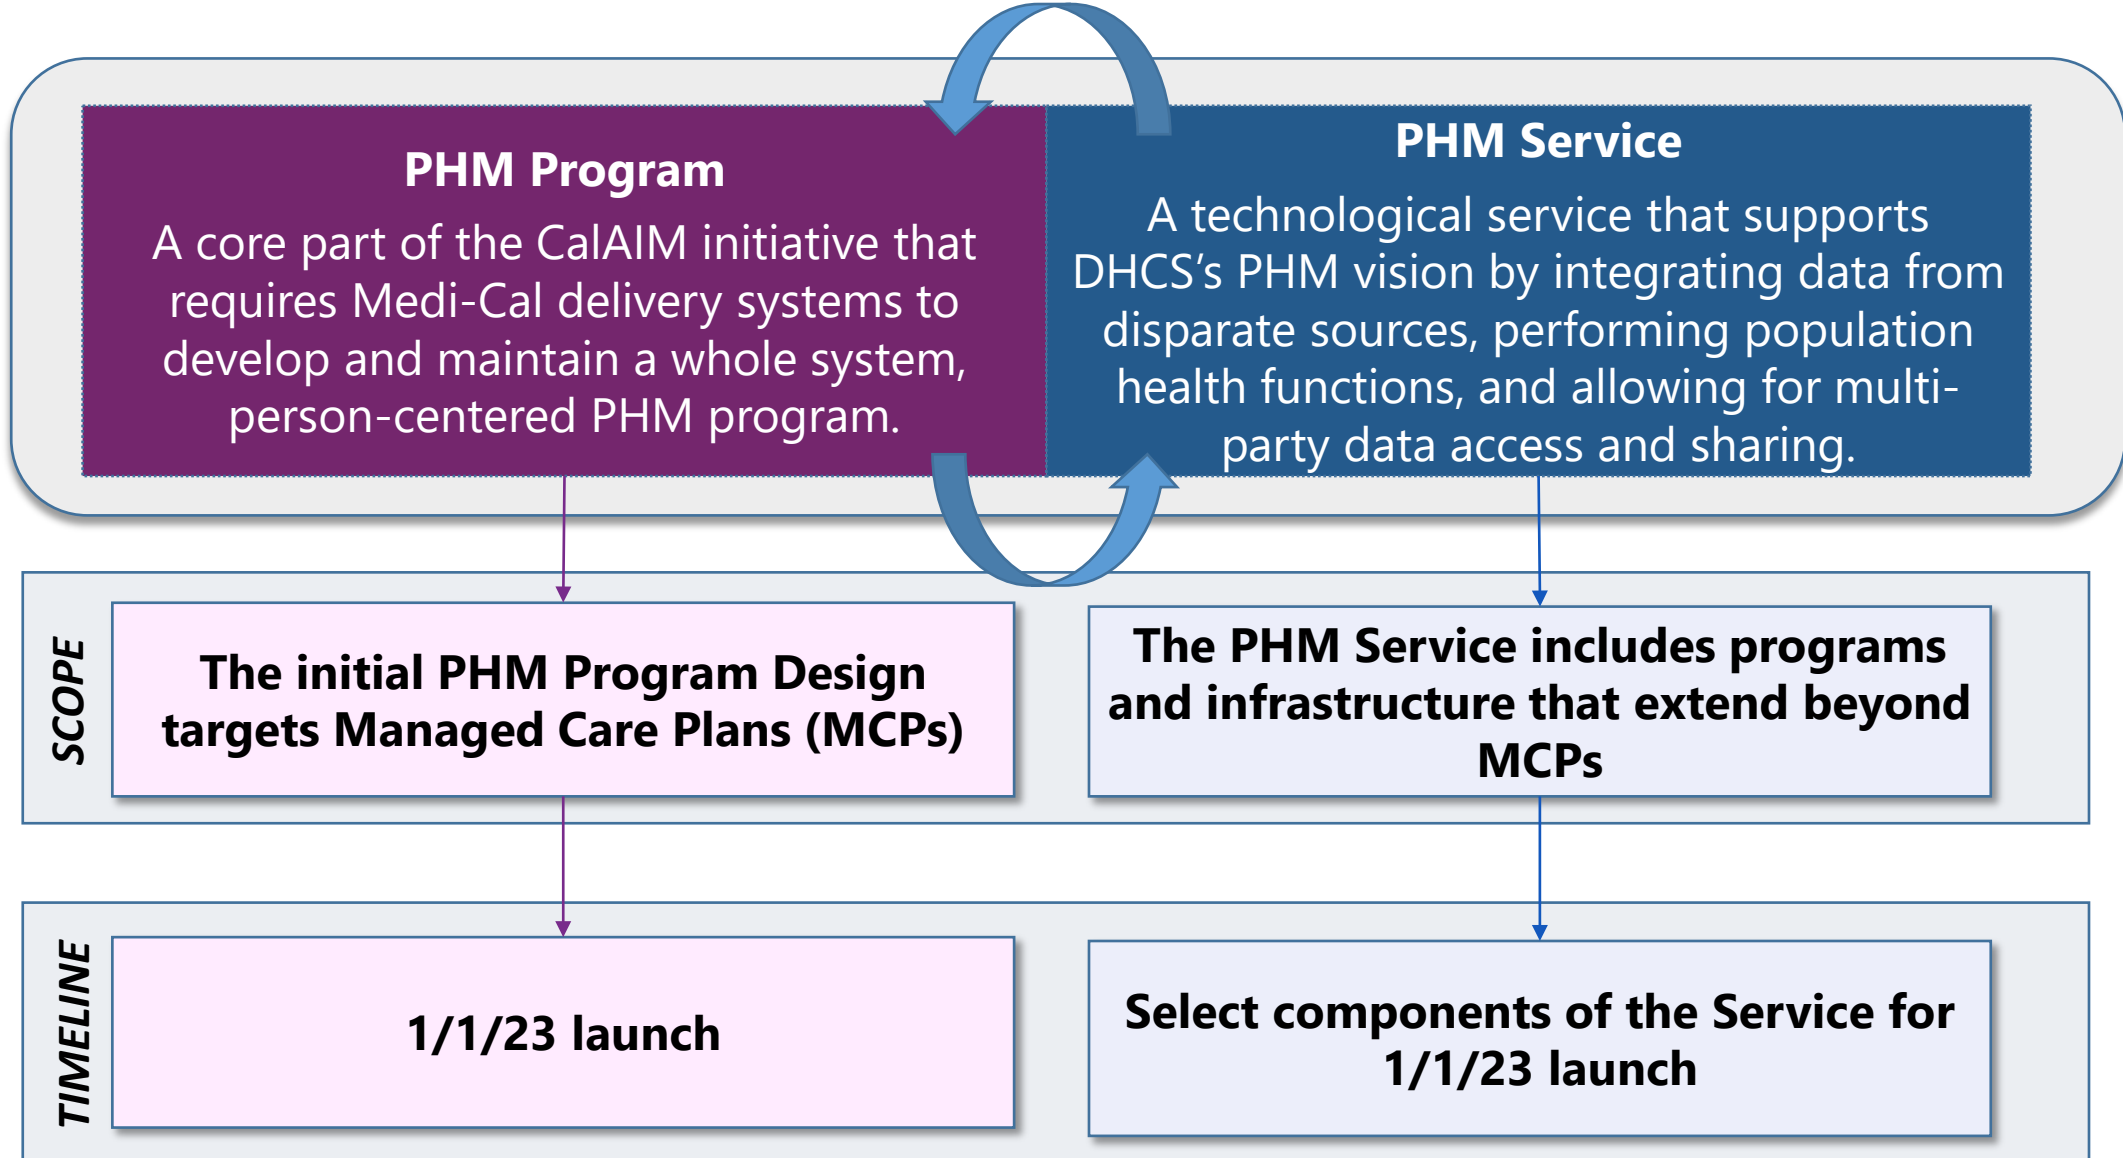 PHM Program
A core part of the CalAIM initiative that
requires Medi-Cal delivery systems to
develop and maintain a whole system,
person-centered PHM program.
PHM Service
A technological service that supports
DHCS’s PHM vision by integrating data from
disparate sources, performing population
health functions, and allowing for multi-
party data access and sharing.
SCOPE
The initial PHM Program Design
targets Managed Care Plans (MCPs)
The PHM Service includes programs
and infrastructure that extend beyond
MCPs
TIMELINE
1/1/23 launch
Select components of the Service for
1/1/23 launch